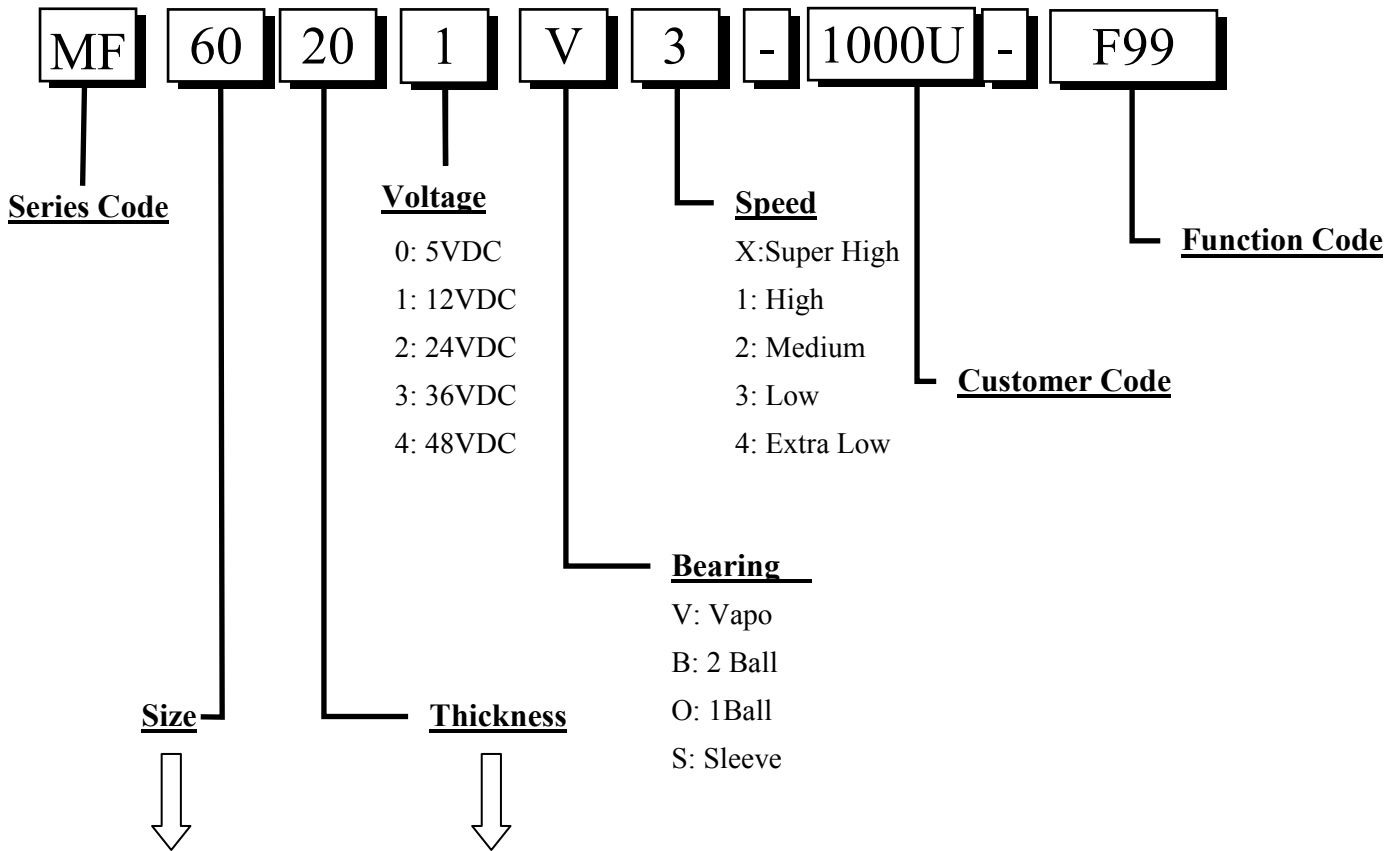 MF 60 20 1 V 3 - 1000U - F99
Series Code
Voltage
0: 5VDC
1: 12VDC
2: 24VDC
3: 36VDC
4: 48VDC
Speed
X:Super High
1: High
2: Medium
3: Low
4: Extra Low
Function Code
Customer Code
Bearing
V: Vapo
B: 2 Ball
O: 1Ball
S: Sleeve
Size
Thickness